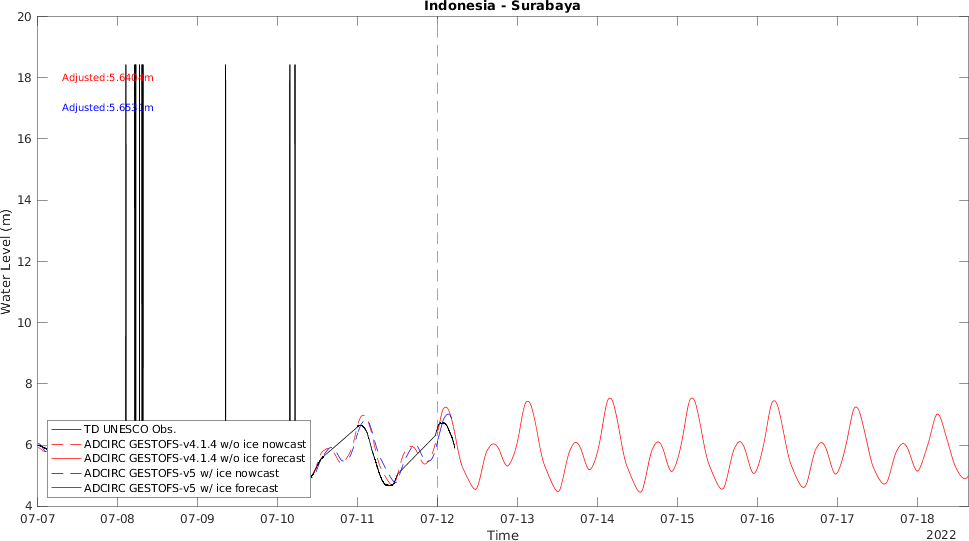 Indonesia - Surabaya
20
18
16
14
12
10
8
6
4
Water Level (m)
Adjusted:5.640 m
Adjusted:5.653 m
TD UNESCO Obs.
ADCIRC GESTOFS-v4.1.4 w/o ice nowcast
ADCIRC GESTOFS-v4.1.4 w/o ice forecast
ADCIRC GESTOFS-v5 w/ ice nowcast
ADCIRC GESTOFS-v5 w/ ice forecast
07-07 07-08 07-09 07-10 07-11 07-12 07-13 07-14 07-15 07-16 07-17 07-18
2022
Time